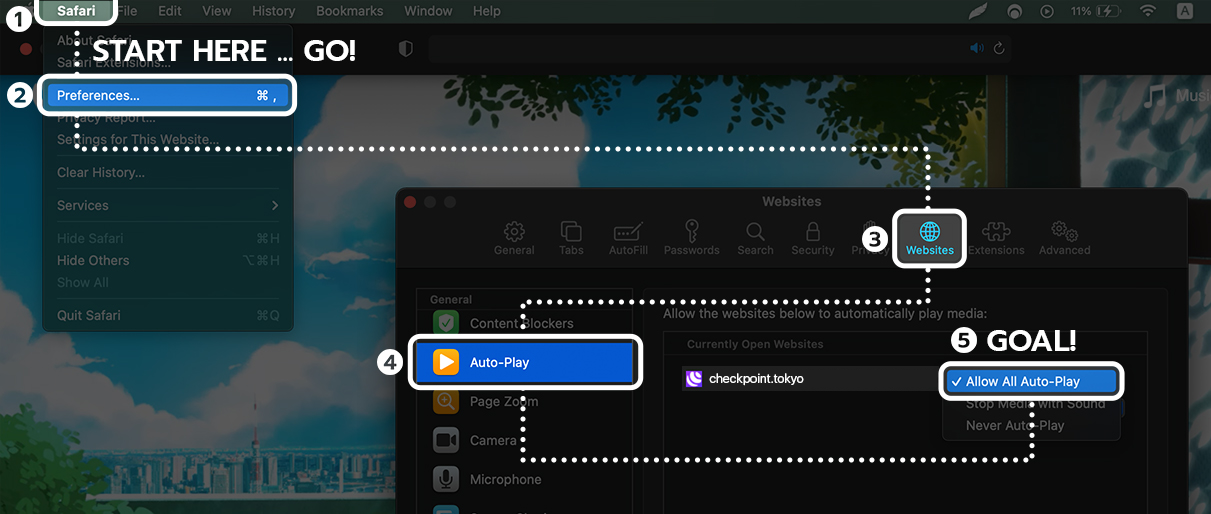 1 Safari File Edit View History Bookmarks Window Help 11% A
About Safari
START HERE ... GO!
Safari Extensions...
2 Preferences... ⌘ ,
Privacy Report...
Settings for This Website...
Clear History...
Services >
Hide Safari ⌘H
Hide Others ⌥⌘H
Show All
Quit Safari ⌘Q
Websites
3
General Tabs AutoFill Passwords Search Security Privacy Websites Extensions Advanced
General
Content Blockers
4 Auto-Play
Page Zoom
Camera
Microphone
Allow the websites below to automatically play media:
5 GOAL!
Currently Open Websites
checkpoint.tokyo
✓ Allow All Auto-Play
Stop Media with Sound
Never Auto-Play